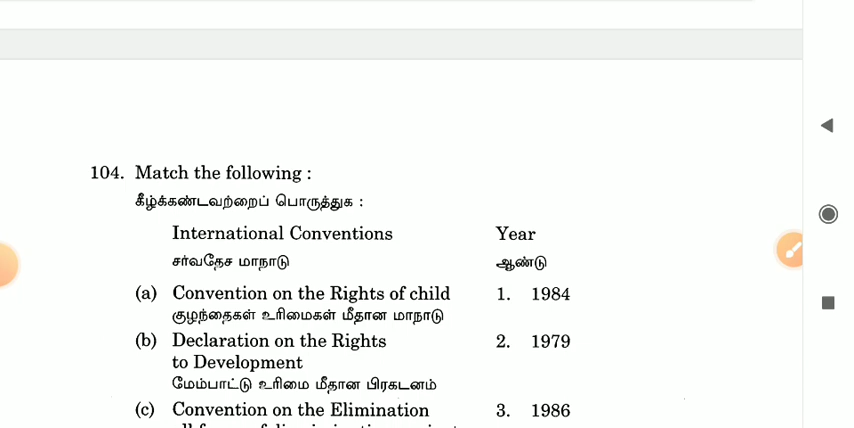 104. Match the following :
கீழ்க்கண்டவற்றைப் பொருத்துக :
International Conventions Year
சர்வதேச மாநாடு ஆண்டு
(a) Convention on the Rights of child 1. 1984
குழந்தைகள் உரிமைகள் மீதான மாநாடு
(b) Declaration on the Rights 2. 1979
to Development
மேம்பாட்டு உரிமை மீதான பிரகடனம்
(c) Convention on the Elimination 3. 1986